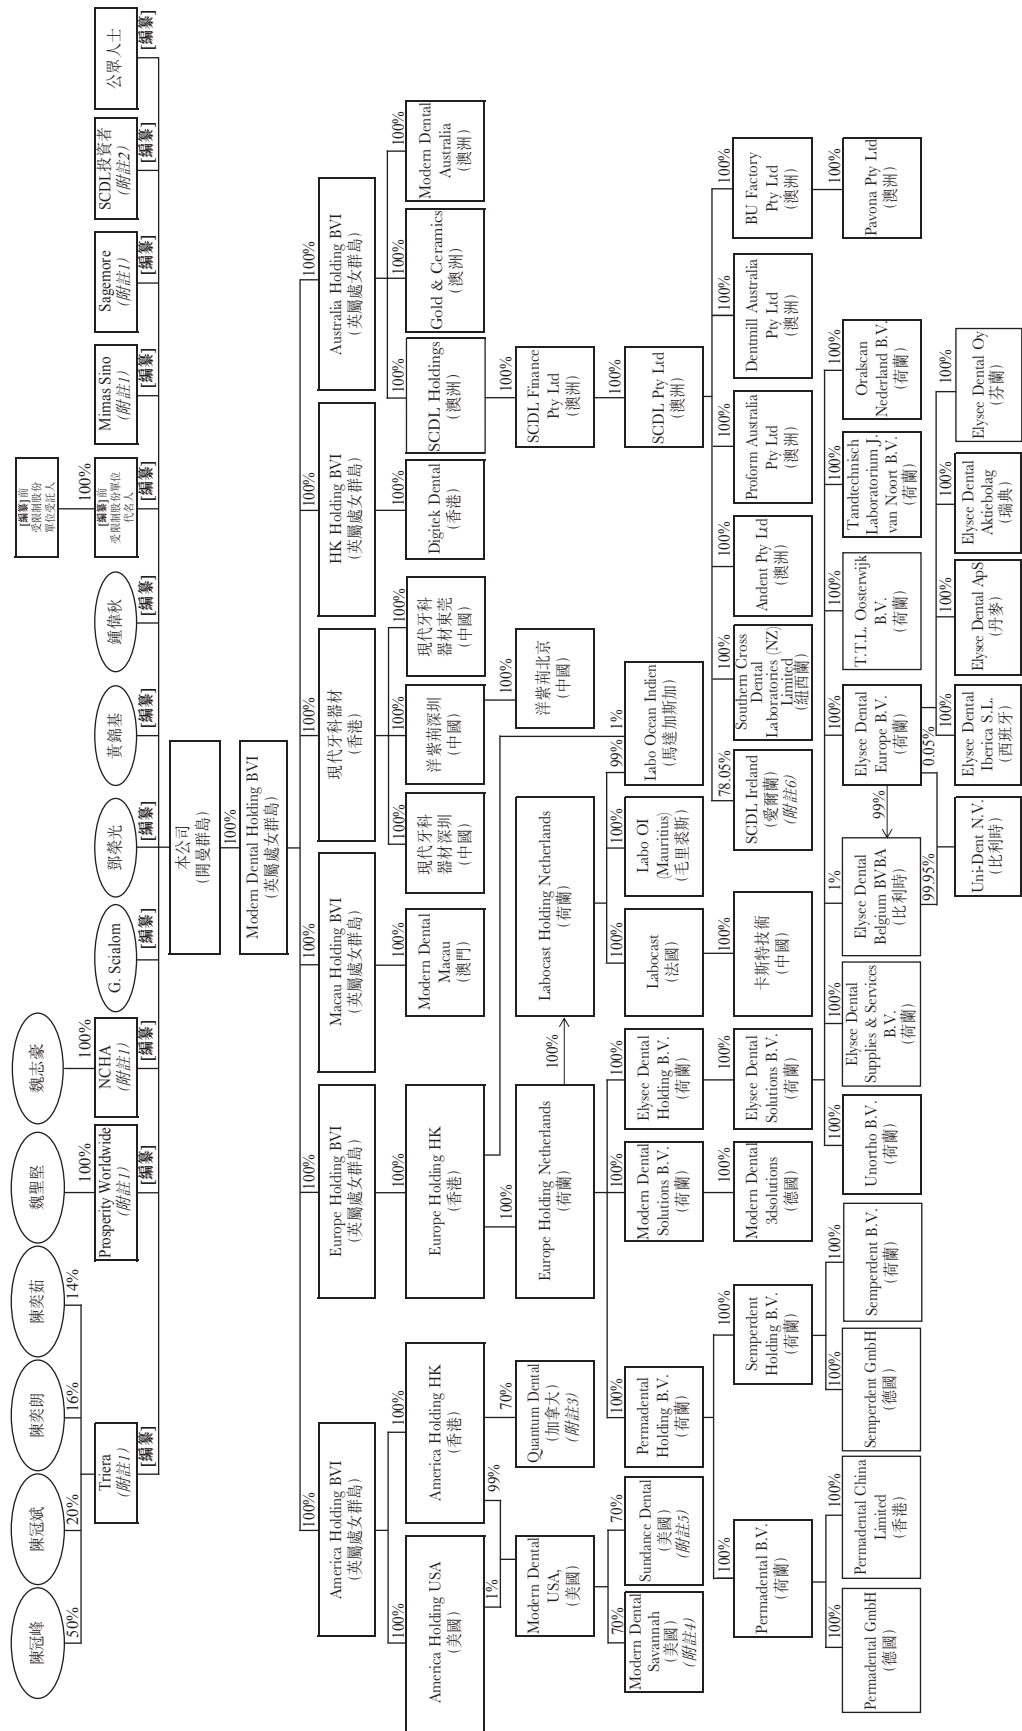 陳冠峰
50%
陳冠斌
20%
陳奕朗
16%
陳奕茹
14%
魏聖堅
100%
魏志豪
100%
[編纂]前
受限制股份
單位受託人
100%
Triera
(附註1)
[編纂]
Prosperity Worldwide
(附註1)
[編纂]
NCHA
(附註1)
[編纂]
G. Scialom
[編纂]
鄧榮光
[編纂]
黃錦基
[編纂]
鍾偉秋
[編纂]
[編纂]前
受限制股份單位
代名人
[編纂]
Mimas Sino
(附註1)
[編纂]
Sagemore
(附註1)
[編纂]
SCDL投資者
(附註2)
[編纂]
公眾人士
[編纂]
本公司
(開曼群島)
100%
Modern Dental Holding BVI
(英屬處女群島)
100%
America Holding BVI
(英屬處女群島)
100%
Europe Holding BVI
(英屬處女群島)
100%
Macau Holding BVI
(英屬處女群島)
100%
現代牙科器材
(香港)
100%
HK Holding BVI
(英屬處女群島)
100%
Australia Holding BVI
(英屬處女群島)
100%
America Holding USA
(美國)
100%
America Holding HK
(香港)
100%
Europe Holding HK
(香港)
100%
Modern Dental
Macau
(澳門)
100%
現代牙科
器材深圳
(中國)
100%
洋紫荊深圳
(中國)
100%
現代牙科
器材東莞
(中國)
100%
Digitek Dental
(香港)
100%
SCDL Holdings
(澳洲)
100%
Gold & Ceramics
(澳洲)
100%
Modern Dental
Australia
(澳洲)
1%
99%
Modern Dental
USA,
(美國)
70%
Quantum Dental
(加拿大)
(附註3)
100%
Europe Holding Netherlands
(荷蘭)
100%
Labocast Holding Netherlands
(荷蘭)
100%
洋紫荊北京
(中國)
100%
SCDL Finance
Pty Ltd
(澳洲)
70%
Modern Dental
Savannah
(美國)
(附註4)
70%
Sundance Dental
(美國)
(附註5)
100%
Permadental
Holding B.V.
(荷蘭)
100%
Modern Dental
Solutions B.V.
(荷蘭)
100%
Elysee Dental
Holding B.V.
(荷蘭)
100%
Labocast
(法國)
100%
Labo OI
(Mauritius)
(毛里裘斯)
99%
1%
Labo Ocean Indien
(馬達加斯加)
100%
SCDL Pty Ltd
(澳洲)
100%
Permadental B.V.
(荷蘭)
100%
Semperdent
Holding B.V.
(荷蘭)
100%
Modern Dental
3dsolutions
(德國)
100%
Elysee Dental
Solutions B.V.
(荷蘭)
100%
卡斯特技術
(中國)
78.05%
SCDL Ireland
(愛爾蘭)
(附註6)
100%
Southern Cross
Dental
Laboratories (NZ)
Limited
(紐西蘭)
100%
Andent Pty Ltd
(澳洲)
100%
Proform Australia
Pty Ltd
(澳洲)
100%
Dentmill Australia
Pty Ltd
(澳洲)
100%
BU Factory
Pty Ltd
(澳洲)
100%
Permadental GmbH
(德國)
100%
Permadental China
Limited
(香港)
100%
Semperdent GmbH
(德國)
100%
Semperdent B.V.
(荷蘭)
100%
Unortho B.V.
(荷蘭)
100%
Elysee Dental
Supplies & Services
B.V.
(荷蘭)
1%
Elysee Dental
Belgium BVBA
(比利時)
99%
100%
Elysee Dental
Europe B.V.
(荷蘭)
100%
T.T.L. Oosterwijk
B.V.
(荷蘭)
100%
Tandtechnisch
Laboratorium J.
van Noort B.V.
(荷蘭)
100%
Oralscan
Nederland B.V.
(荷蘭)
100%
Pavona Pty Ltd
(澳洲)
99.95%
0.05%
Uni-Dent N.V.
(比利時)
100%
Elysee Dental
Iberica S.L.
(西班牙)
100%
Elysee Dental ApS
(丹麥)
100%
Elysee Dental
Aktiebolag
(瑞典)
100%
Elysee Dental Oy
(芬蘭)